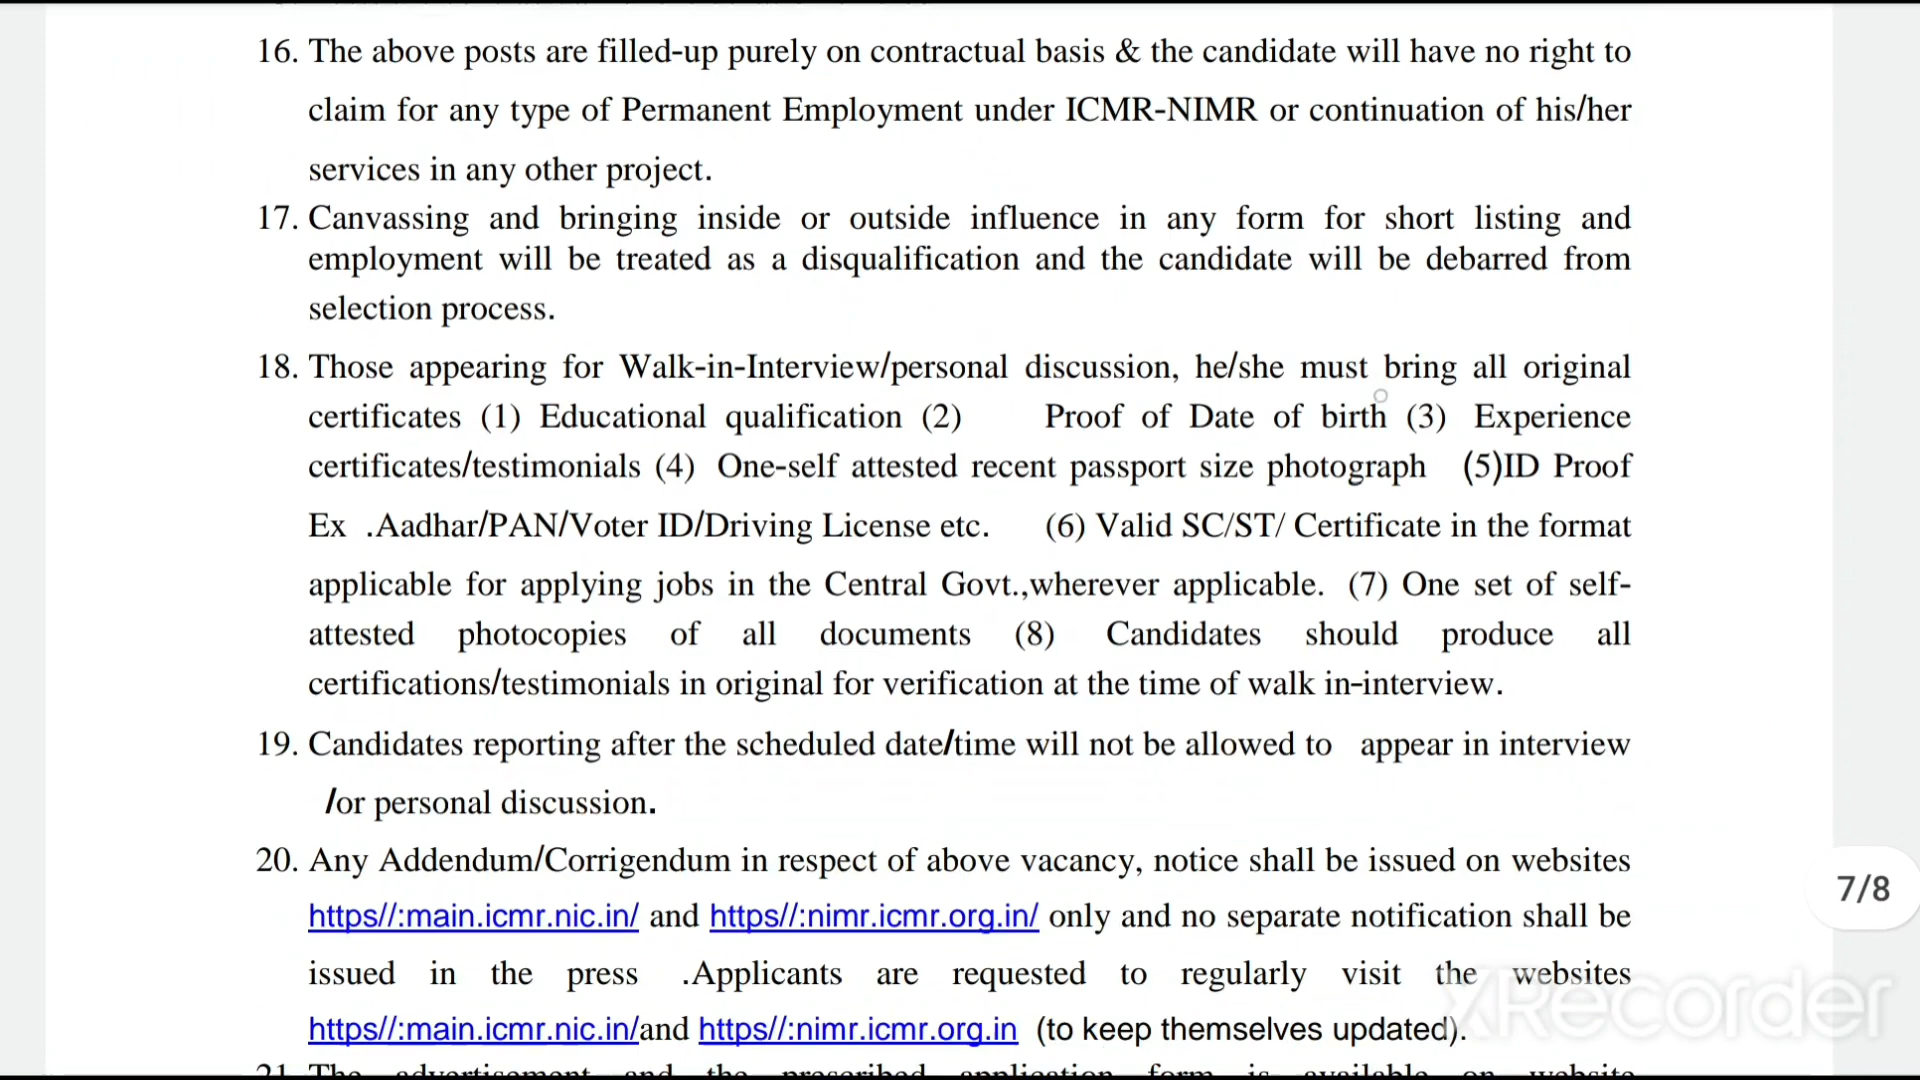 16. The above posts are filled-up purely on contractual basis & the candidate will have no right to
claim for any type of Permanent Employment under ICMR-NIMR or continuation of his/her
services in any other project.
17. Canvassing and bringing inside or outside influence in any form for short listing and
employment will be treated as a disqualification and the candidate will be debarred from
selection process.
18. Those appearing for Walk-in-Interview/personal discussion, he/she must bring all original
certificates (1) Educational qualification (2) Proof of Date of birth (3) Experience
certificates/testimonials (4) One-self attested recent passport size photograph (5)ID Proof
Ex .Aadhar/PAN/Voter ID/Driving License etc. (6) Valid SC/ST/ Certificate in the format
applicable for applying jobs in the Central Govt.,wherever applicable. (7) One set of self-
attested photocopies of all documents (8) Candidates should produce all
certifications/testimonials in original for verification at the time of walk in-interview.
19. Candidates reporting after the scheduled date/time will not be allowed to appear in interview
/or personal discussion.
20. Any Addendum/Corrigendum in respect of above vacancy, notice shall be issued on websites
7/8
https//:main.icmr.nic.in/ and https//:nimr.icmr.org.in/ only and no separate notification shall be
issued in the press .Applicants are requested to regularly visit the websites
XRecorder
https//:main.icmr.nic.in/and https//:nimr.icmr.org.in (to keep themselves updated).
21. The advertisement and the prescribed application form is available on website